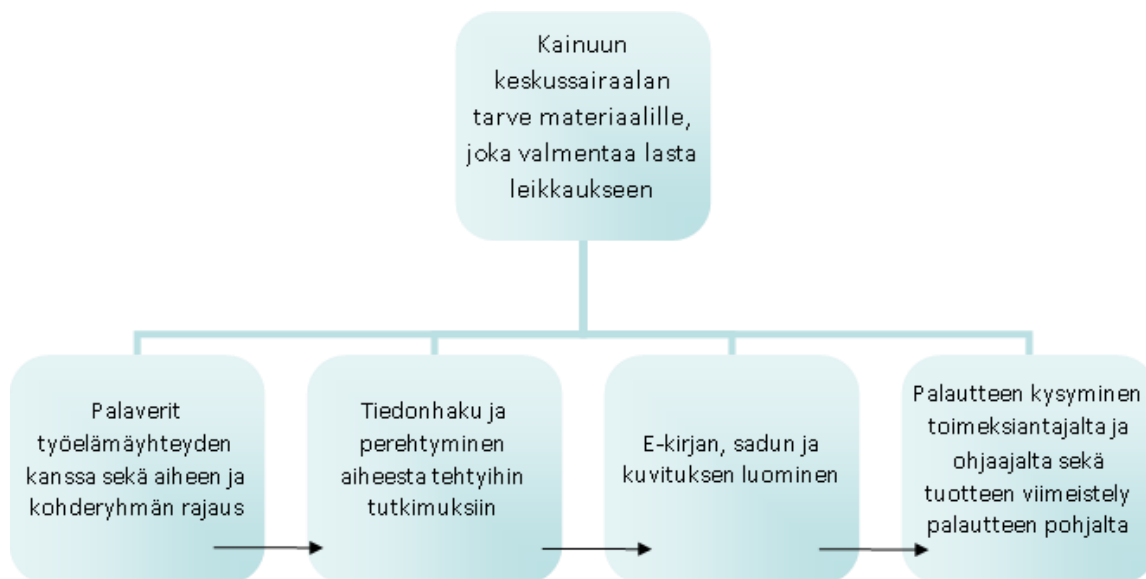 Kainuun
keskussairaalan
tarve materiaalille,
joka valmentaa lasta
leikkaukseen
Palaverit
työelämäyhteyden
kanssa sekä aiheen ja
kohderyhmän rajaus
Tiedonhaku ja
perehtyminen
aiheesta tehtyihin
tutkimuksiin
E-kirjan, sadun ja
kuvituksen luominen
Palautteen kysyminen
toimeksiantajalta ja
ohjaajalta sekä
tuotteen viimeistely
palautteen pohjalta